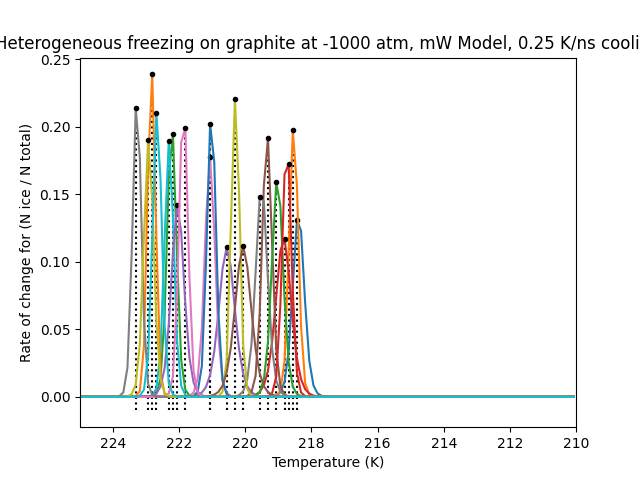 Heterogeneous freezing on graphite at -1000 atm, mW Model, 0.25 K/ns cooli
Rate of change for (N ice / N total)
0.25
0.20
0.15
0.10
0.05
0.00
224 222 220 218 216 214 212 210
Temperature (K)